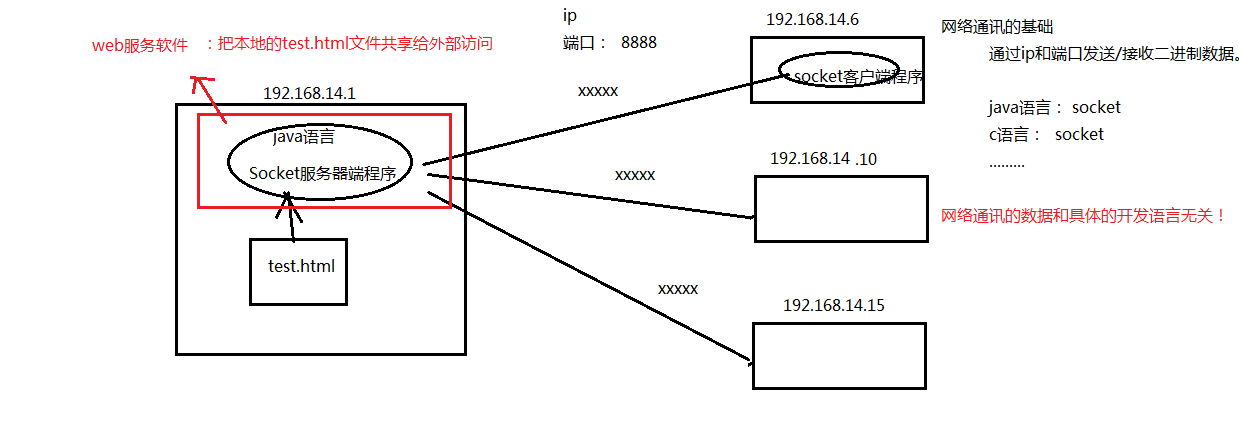 web服务软件 ：把本地的test.html文件共享给外部访问
192.168.14.1
java语言
Socket服务器端程序
test.html
ip
端口： 8888
xxxxx
xxxxx
xxxxx
192.168.14.6
socket客户端程序
192.168.14 .10
192.168.14.15
网络通讯的基础
通过ip和端口发送/接收二进制数据。
java语言： socket
c语言： socket
.........
网络通讯的数据和具体的开发语言无关！